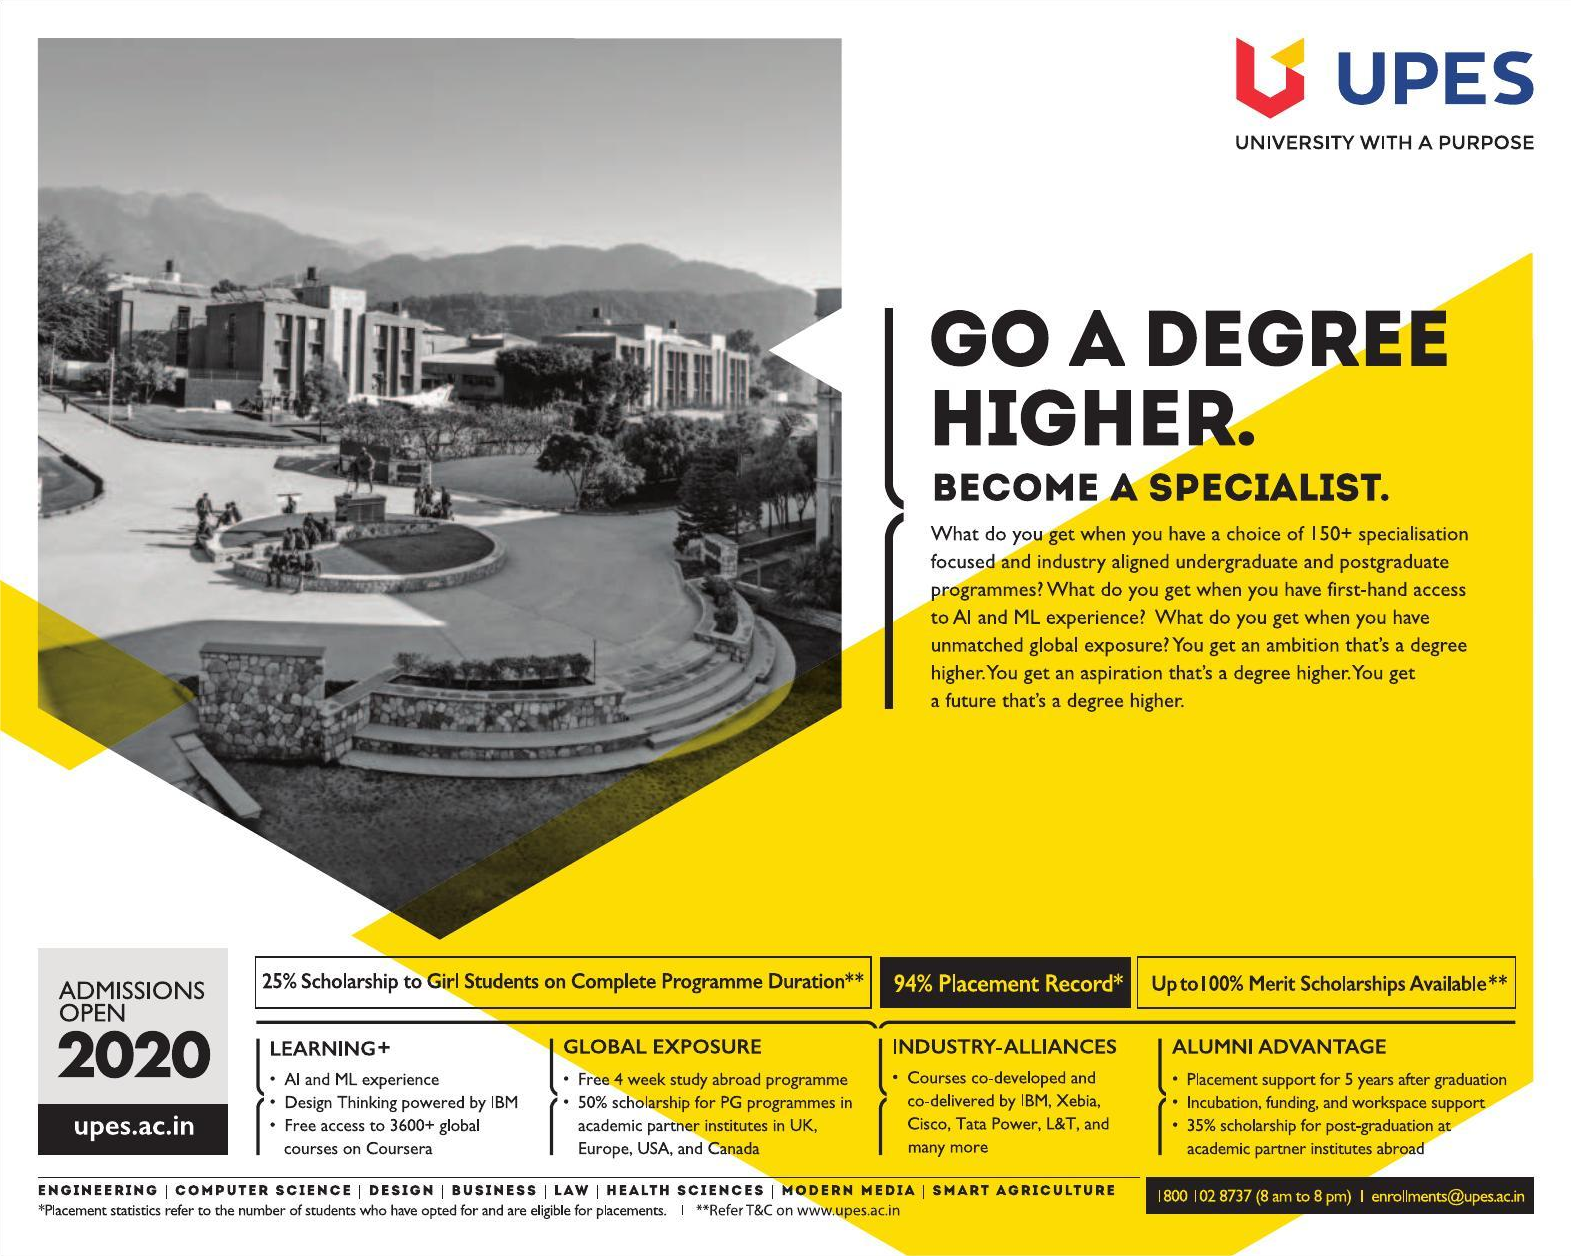 UPES
UNIVERSITY WITH A PURPOSE
GO A DEGREE
HIGHER.
BECOME A SPECIALIST.
What do you get when you have a choice of 150+ specialisation
focused and industry aligned undergraduate and postgraduate
programmes? What do you get when you have first-hand access
to AI and ML experience? What do you get when you have
unmatched global exposure? You get an ambition that's a degree
higher. You get an aspiration that's a degree higher. You get
a future that's a degree higher.
ADMISSIONS
OPEN
2020
upes.ac.in
25% Scholarship to Girl Students on Complete Programme Duration**
94% Placement Record*
Up to 100% Merit Scholarships Available**
LEARNING+
• AI and ML experience
• Design Thinking powered by IBM
• Free access to 3600+ global
courses on Coursera
GLOBAL EXPOSURE
• Free 4 week study abroad programme
• 50% scholarship for PG programmes in
academic partner institutes in UK,
Europe, USA, and Canada
INDUSTRY-ALLIANCES
• Courses co-developed and
co-delivered by IBM, Xebia,
Cisco, Tata Power, L&T, and
many more
ALUMNI ADVANTAGE
• Placement support for 5 years after graduation
• Incubation, funding, and workspace support
• 35% scholarship for post-graduation at
academic partner institutes abroad
ENGINEERING | COMPUTER SCIENCE | DESIGN | BUSINESS | LAW | HEALTH SCIENCES | MODERN MEDIA | SMART AGRICULTURE
*Placement statistics refer to the number of students who have opted for and are eligible for placements. | **Refer T&C on www.upes.ac.in
1800 102 8737 (8 am to 8 pm) | enrollments@upes.ac.in